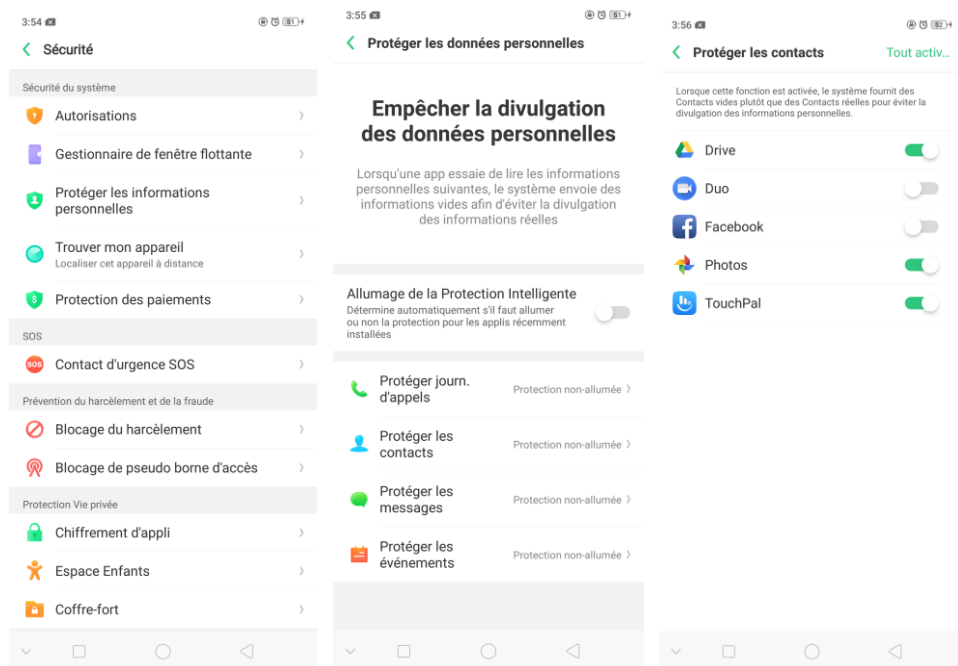 3:54
51
Sécurité
Sécurité du système
Autorisations
Gestionnaire de fenêtre flottante
Protéger les informations
personnelles
Trouver mon appareil
Localiser cet appareil à distance
Protection des paiements
SOS
SOS
Contact d'urgence SOS
Prévention du harcèlement et de la fraude
Blocage du harcèlement
Blocage de pseudo borne d'accès
Protection Vie privée
Chiffrement d'appli
Espace Enfants
Coffre-fort
3:55
51
Protéger les données personnelles
Empêcher la divulgation
des données personnelles
Lorsqu'une app essaie de lire les informations
personnelles suivantes, le système envoie des
informations vides afin d'éviter la divulgation
des informations réelles
Allumage de la Protection Intelligente
Détermine automatiquement s'il faut allumer
ou non la protection pour les applis récemment
installées
Protéger journ.
d'appels
Protection non-allumée
Protéger les
contacts
Protection non-allumée
Protéger les
messages
Protection non-allumée
Protéger les
événements
Protection non-allumée
3:56
52
Protéger les contacts
Tout activ...
Lorsque cette fonction est activée, le système fournit des
Contacts vides plutôt que des Contacts réelles pour éviter la
divulgation des informations personnelles.
Drive
Duo
Facebook
Photos
TouchPal